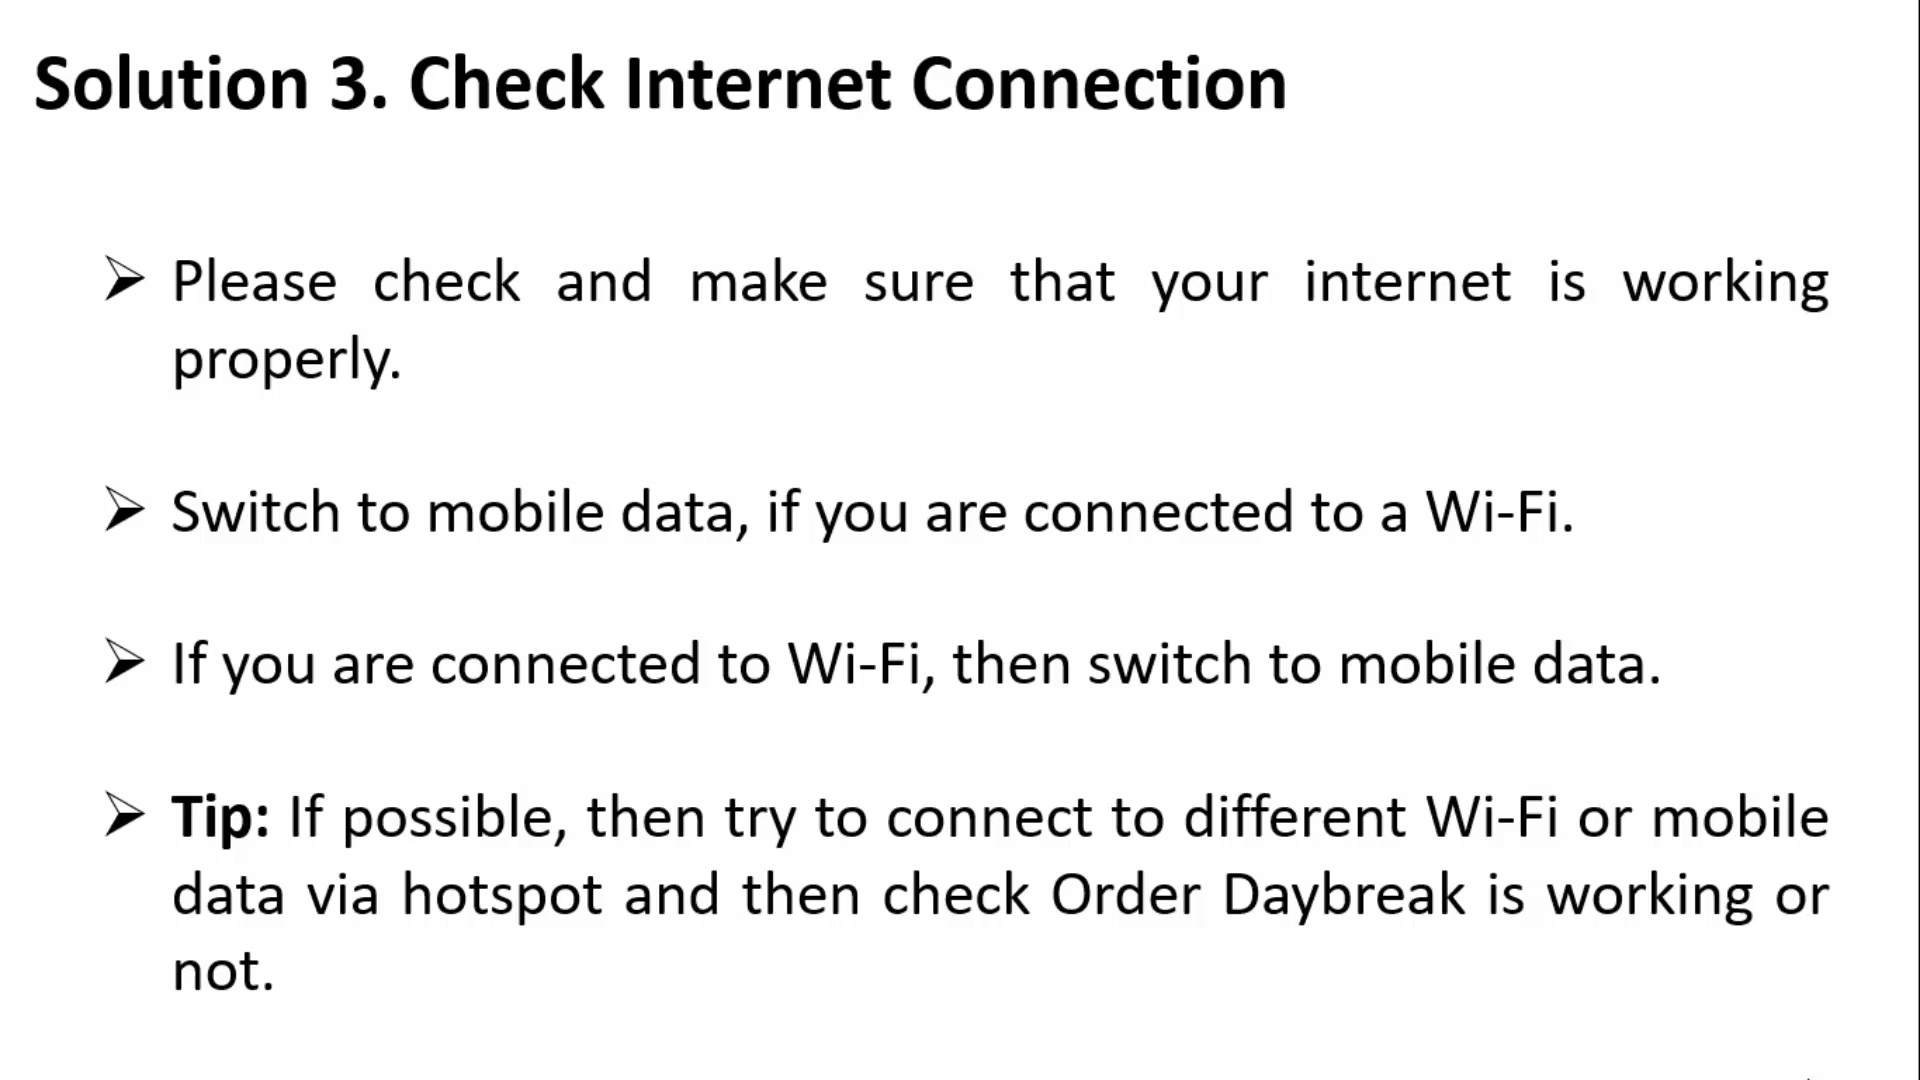 Solution 3. Check Internet Connection
Please check and make sure that your internet is working
properly.
Switch to mobile data, if you are connected to a Wi-Fi.
If you are connected to Wi-Fi, then switch to mobile data.
Tip: If possible, then try to connect to different Wi-Fi or mobile
data via hotspot and then check Order Daybreak is working or
not.